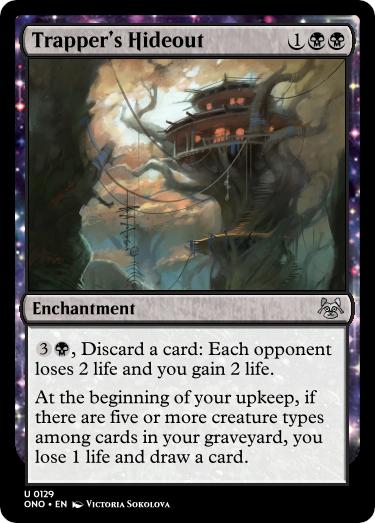 Trapper's Hideout 1
Enchantment
3, Discard a card: Each opponent
loses 2 life and you gain 2 life.
At the beginning of your upkeep, if
there are five or more creature types
among cards in your graveyard, you
lose 1 life and draw a card.
U 0129
ONO • EN Victoria Sokolova